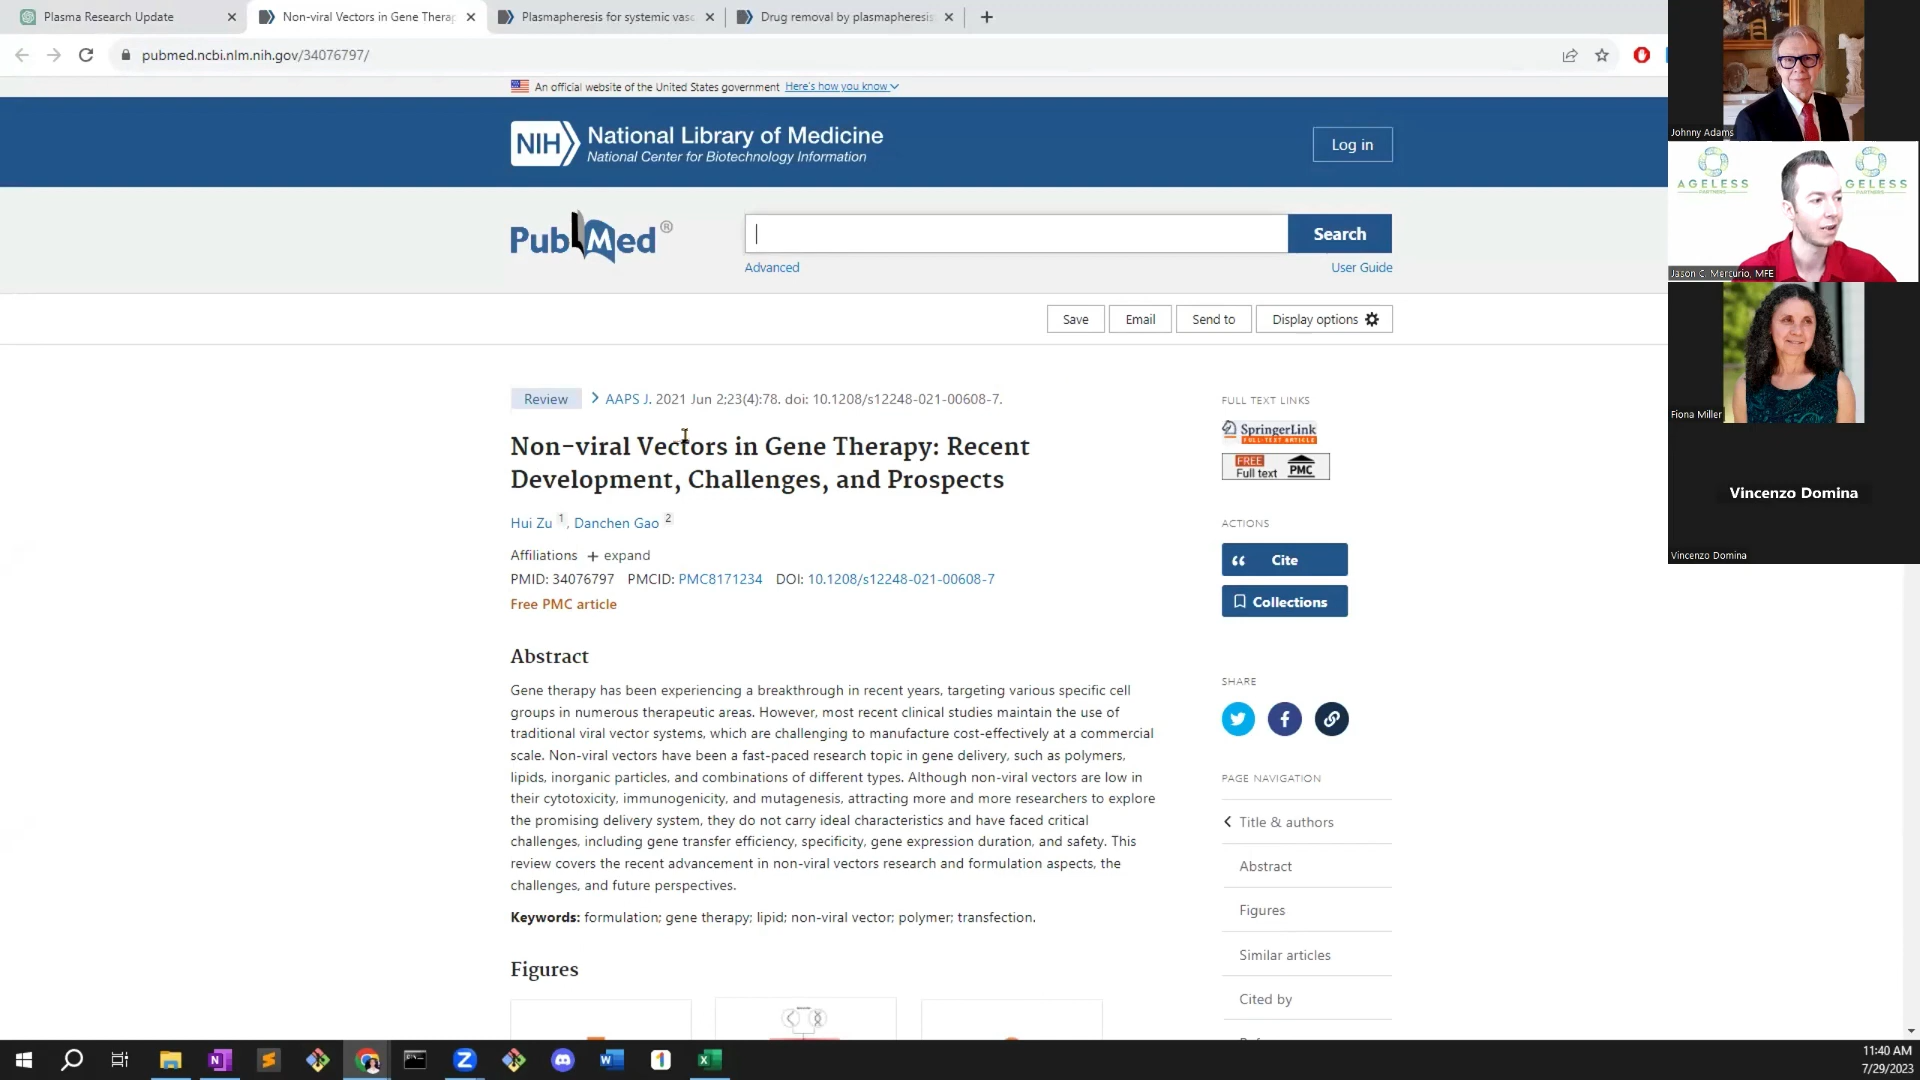 Plasma Research Update
Non-viral Vectors in Gene Therap
Plasmapheresis for systemic vasc
Drug removal by plasmapheresis
pubmed.ncbi.nlm.nih.gov/34076797/
An official website of the United States government Here's how you know
NIH National Library of Medicine
National Center for Biotechnology Information
Log in
PubMed®
Search
Advanced
User Guide
Save
Email
Send to
Display options
Review
AAPS J. 2021 Jun 2;23(4):78. doi: 10.1208/s12248-021-00608-7.
Non-viral Vectors in Gene Therapy: Recent
Development, Challenges, and Prospects
Hui Zu 1, Danchen Gao 2
Affiliations + expand
PMID: 34076797 PMCID: PMC8171234 DOI: 10.1208/s12248-021-00608-7
Free PMC article
Abstract
Gene therapy has been experiencing a breakthrough in recent years, targeting various specific cell
groups in numerous therapeutic areas. However, most recent clinical studies maintain the use of
traditional viral vector systems, which are challenging to manufacture cost-effectively at a commercial
scale. Non-viral vectors have been a fast-paced research topic in gene delivery, such as polymers,
lipids, inorganic particles, and combinations of different types. Although non-viral vectors are low in
their cytotoxicity, immunogenicity, and mutagenesis, attracting more and more researchers to explore
the promising delivery system, they do not carry ideal characteristics and have faced critical
challenges, including gene transfer efficiency, specificity, gene expression duration, and safety. This
review covers the recent advancement in non-viral vectors research and formulation aspects, the
challenges, and future perspectives.
Keywords: formulation; gene therapy; lipid; non-viral vector; polymer; transfection.
Figures
FULL TEXT LINKS
SpringerLink
FULL-TEXT ARTICLE
FREE
Full text PMC
ACTIONS
Cite
Collections
SHARE
PAGE NAVIGATION
Title & authors
Abstract
Figures
Similar articles
Cited by
Johnny Adams
AGELESS
PARTNERS
GELESS
PARTNERS
Jason C. Mercurio, MFE
Fiona Miller
Vincenzo Domina
Vincenzo Domina
11:40 AM
7/29/2023